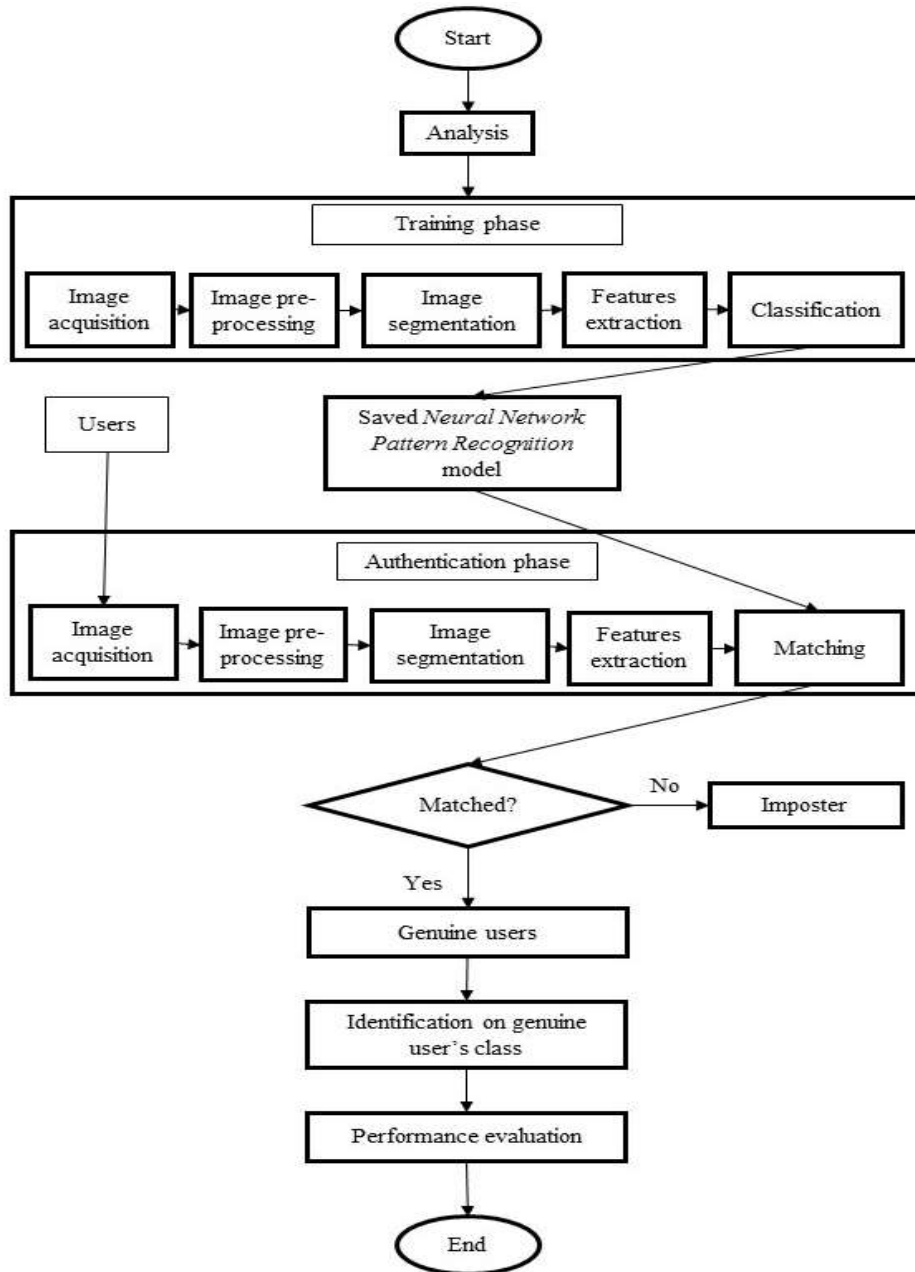 Start
Analysis
Training phase
Image
acquisition
Image pre-
processing
Image
segmentation
Features
extraction
Classification
Users
Saved Neural Network
Pattern Recognition
model
Authentication phase
Image
acquisition
Image pre-
processing
Image
segmentation
Features
extraction
Matching
Matched?
No
Imposter
Yes
Genuine users
Identification on genuine
user’s class
Performance evaluation
End